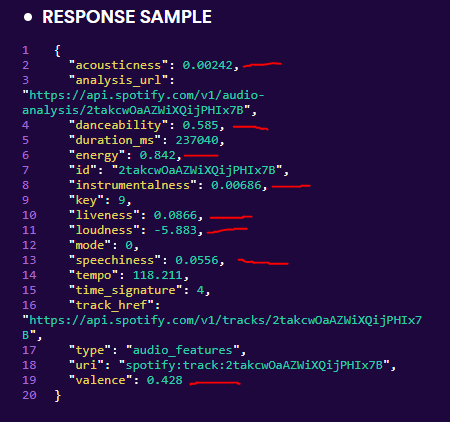 RESPONSE SAMPLE
1 {
2 "acousticness": 0.00242,
3 "analysis_url":
"https://api.spotify.com/v1/audio-
analysis/2takcwOaAZWiXQijPHIx7B",
4 "danceability": 0.585,
5 "duration_ms": 237040,
6 "energy": 0.842,
7 "id": "2takcwOaAZWiXQijPHIx7B",
8 "instrumentalness": 0.00686,
9 "key": 9,
10 "liveness": 0.0866,
11 "loudness": -5.883,
12 "mode": 0,
13 "speechiness": 0.0556,
14 "tempo": 118.211,
15 "time_signature": 4,
16 "track_href":
"https://api.spotify.com/v1/tracks/2takcwOaAZWiXQijPHIx7
B",
17 "type": "audio_features",
18 "uri": "spotify:track:2takcwOaAZWiXQijPHIx7B",
19 "valence": 0.428
20 }